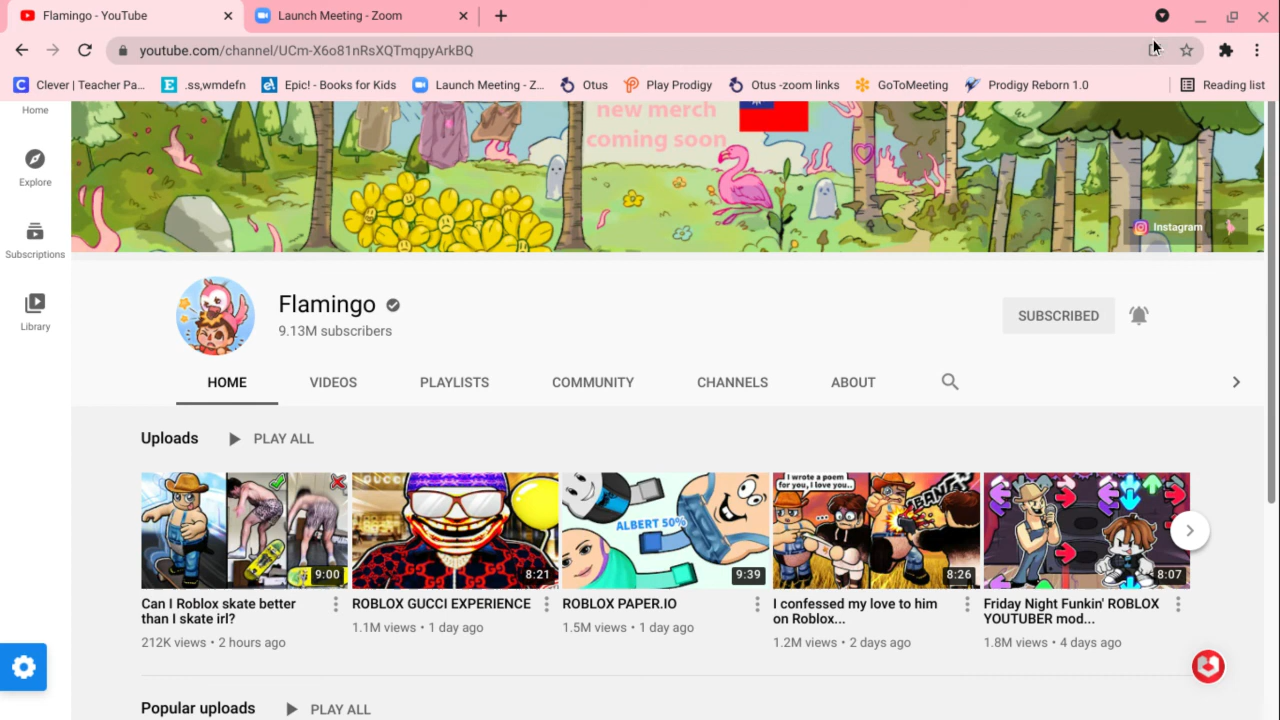 Flamingo - YouTube
Launch Meeting - Zoom
youtube.com/channel/UCm-X6o81nRsXQTmqpyArkBQ
Clever | Teacher Pa...
.ss,wmdefn
Epic! - Books for Kids
Launch Meeting - Z...
Otus
Play Prodigy
Otus -zoom links
GoToMeeting
Prodigy Reborn 1.0
Reading list
Home
Explore
Subscriptions
Library
new merch
coming soon
Instagram
Flamingo
9.13M subscribers
SUBSCRIBED
HOME
VIDEOS
PLAYLISTS
COMMUNITY
CHANNELS
ABOUT
Uploads
PLAY ALL
9:00
GUCCI
8:21
ALBERT 50%
9:39
I wrote a poem
for you, I love you..
8:26
8:07
Can I Roblox skate better
than I skate irl?
212K views • 2 hours ago
ROBLOX GUCCI EXPERIENCE
1.1M views • 1 day ago
ROBLOX PAPER.IO
1.5M views • 1 day ago
I confessed my love to him
on Roblox...
1.2M views • 2 days ago
Friday Night Funkin' ROBLOX
YOUTUBER mod...
1.8M views • 4 days ago
Popular uploads
PLAY ALL